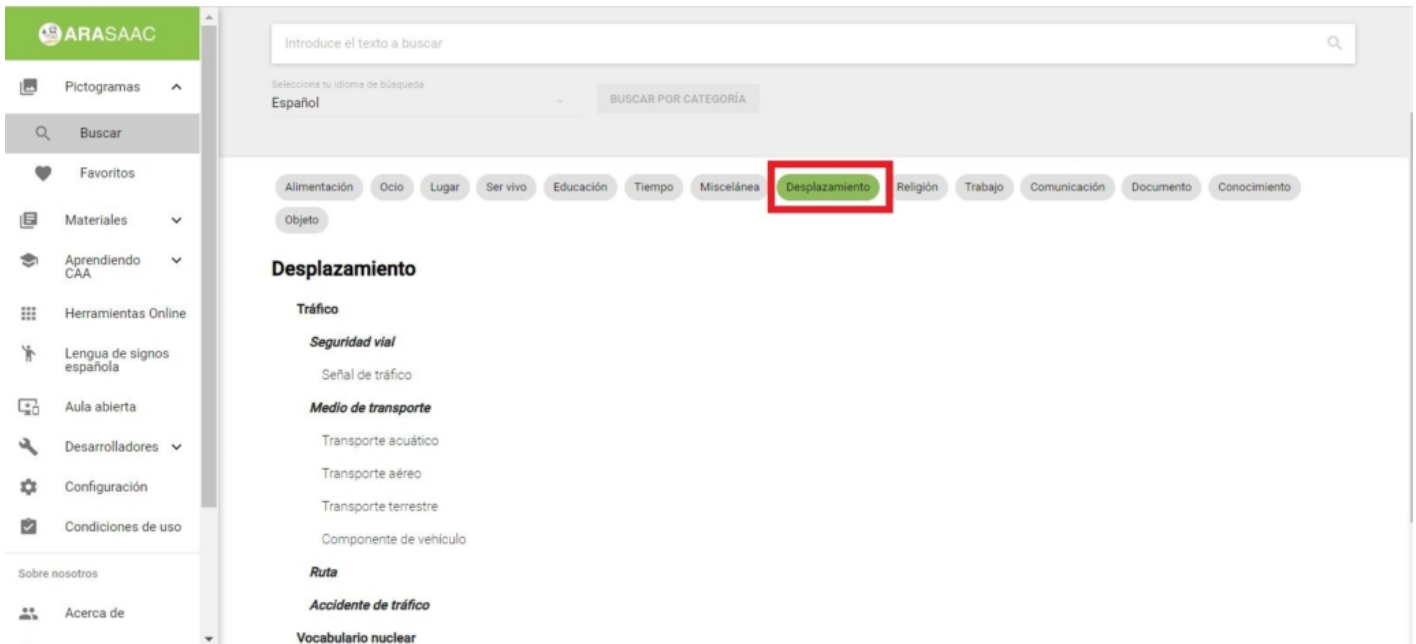 ARASAAC
Pictogramas
Buscar
Favoritos
Materiales
Aprendiendo
CAA
Herramientas Online
Lengua de signos
española
Aula abierta
Desarrolladores
Configuración
Condiciones de uso
Sobre nosotros
Acerca de
Introduce el texto a buscar
Selecciona tu idioma de búsqueda
Español
BUSCAR POR CATEGORÍA
Alimentación Ocio Lugar Ser vivo Educación Tiempo Miscelánea Desplazamiento Religión Trabajo Comunicación Documento Conocimiento
Objeto
Desplazamiento
Tráfico
Seguridad vial
Señal de tráfico
Medio de transporte
Transporte acuático
Transporte aéreo
Transporte terrestre
Componente de vehículo
Ruta
Accidente de tráfico
Vocabulario nuclear